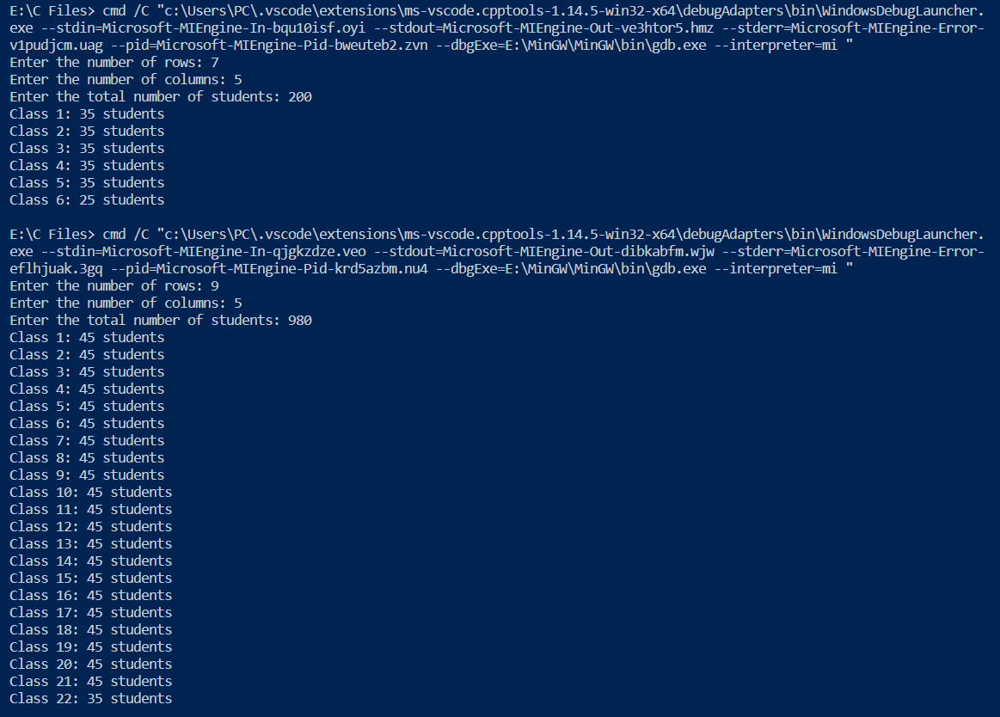 E:\C Files> cmd /C "c:\Users\PC\.vscode\extensions\ms-vscode.cpptools-1.14.5-win32-x64\debugAdapters\bin\WindowsDebugLauncher.
exe --stdin=Microsoft-MIEngine-In-bqu10isf.oyi --stdout=Microsoft-MIEngine-Out-ve3htor5.hmz --stderr=Microsoft-MIEngine-Error-
v1pudjcm.uag --pid=Microsoft-MIEngine-Pid-bweuteb2.zvn --dbgExe=E:\MinGW\MinGW\bin\gdb.exe --interpreter=mi "
Enter the number of rows: 7
Enter the number of columns: 5
Enter the total number of students: 200
Class 1: 35 students
Class 2: 35 students
Class 3: 35 students
Class 4: 35 students
Class 5: 35 students
Class 6: 25 students
E:\C Files> cmd /C "c:\Users\PC\.vscode\extensions\ms-vscode.cpptools-1.14.5-win32-x64\debugAdapters\bin\WindowsDebugLauncher.
exe --stdin=Microsoft-MIEngine-In-qjgkzdze.veo --stdout=Microsoft-MIEngine-Out-dibkabfm.wjw --stderr=Microsoft-MIEngine-Error-
eflhjuak.3gq --pid=Microsoft-MIEngine-Pid-krd5azbm.nu4 --dbgExe=E:\MinGW\MinGW\bin\gdb.exe --interpreter=mi "
Enter the number of rows: 9
Enter the number of columns: 5
Enter the total number of students: 980
Class 1: 45 students
Class 2: 45 students
Class 3: 45 students
Class 4: 45 students
Class 5: 45 students
Class 6: 45 students
Class 7: 45 students
Class 8: 45 students
Class 9: 45 students
Class 10: 45 students
Class 11: 45 students
Class 12: 45 students
Class 13: 45 students
Class 14: 45 students
Class 15: 45 students
Class 16: 45 students
Class 17: 45 students
Class 18: 45 students
Class 19: 45 students
Class 20: 45 students
Class 21: 45 students
Class 22: 35 students